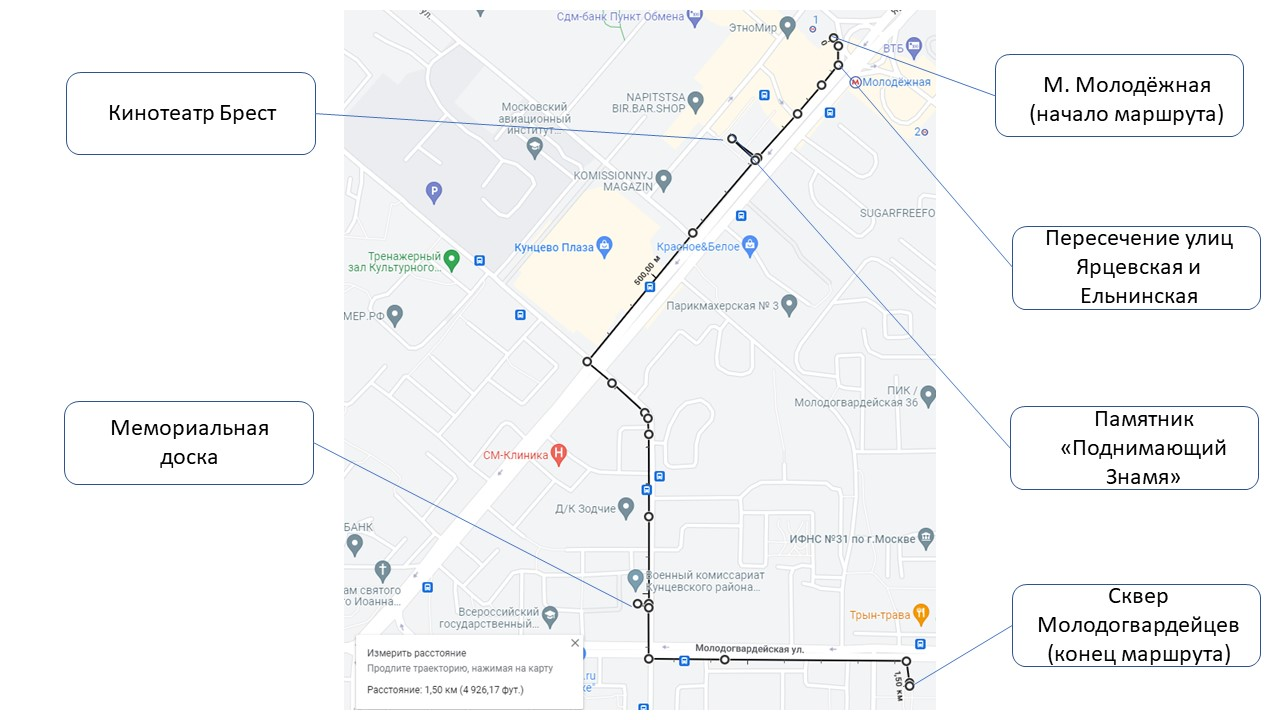 Кинотеатр Брест
Мемориальная
доска
М. Молодёжная
(начало маршрута)
Пересечение улиц
Ярцевская и
Ельнинская
Памятник
«Поднимающий
Знамя»
Сквер
Молодогвардейцев
(конец маршрута)
ул.
Сдм-банк Пункт Обмена
ЭтноМир
1
ВТБ
Молодёжная
2
NAPITSTSA
BIR.BAR.SHOP
Московский
авиационный
институт...
KOMISSIONNYJ
MAGAZIN
P
SUGARFREEFO
Кунцево Плаза
Красное&Белое
Тренажерный
зал Культурного...
500,00 м
МЕР.РФ
Парикмахерская № 3
ПИК /
Молодогвардейская 36
СМ-Клиника
Д/К Зодчие
БАНК
ИФНС №31 по г.Москве
Военный комиссариат
Кунцевского района...
ам святого
о Иоанна...
Всероссийский
государственный...
Трын-трава
Молодогвардейская ул.
1,50 км
Измерить расстояние
Продлите траекторию, нажимая на карту
Расстояние: 1,50 км (4 926,17 фут.)
.ru